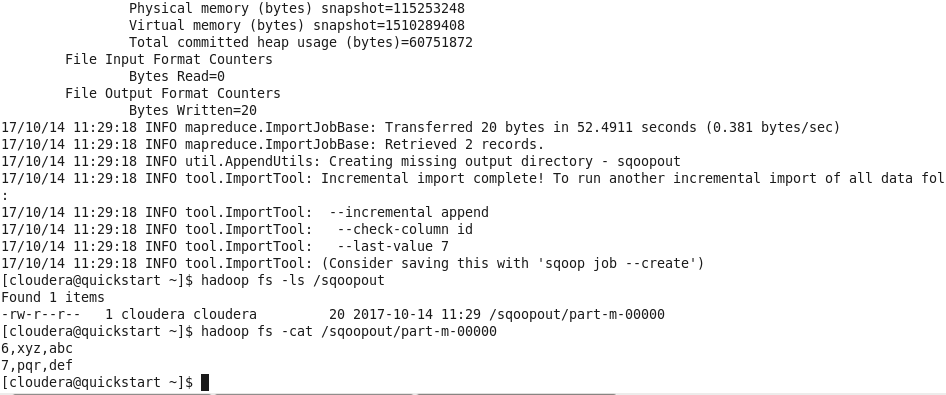 Physical memory (bytes) snapshot=115253248
Virtual memory (bytes) snapshot=1510289408
Total committed heap usage (bytes)=60751872
File Input Format Counters
Bytes Read=0
File Output Format Counters
Bytes Written=20
17/10/14 11:29:18 INFO mapreduce.ImportJobBase: Transferred 20 bytes in 52.4911 seconds (0.381 bytes/sec)
17/10/14 11:29:18 INFO mapreduce.ImportJobBase: Retrieved 2 records.
17/10/14 11:29:18 INFO util.AppendUtils: Creating missing output directory - sqoopout
17/10/14 11:29:18 INFO tool.ImportTool: Incremental import complete! To run another incremental import of all data fol
:
17/10/14 11:29:18 INFO tool.ImportTool:  --incremental append
17/10/14 11:29:18 INFO tool.ImportTool:   --check-column id
17/10/14 11:29:18 INFO tool.ImportTool:   --last-value 7
17/10/14 11:29:18 INFO tool.ImportTool: (Consider saving this with 'sqoop job --create')
[cloudera@quickstart ~]$ hadoop fs -ls /sqoopout
Found 1 items
-rw-r--r--   1 cloudera cloudera         20 2017-10-14 11:29 /sqoopout/part-m-00000
[cloudera@quickstart ~]$ hadoop fs -cat /sqoopout/part-m-00000
6,xyz,abc
7,pqr,def
[cloudera@quickstart ~]$